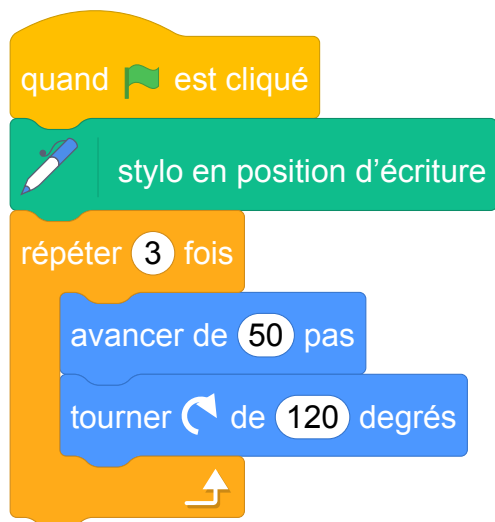 quand est cliqué
stylo en position d’écriture
répéter 3 fois
avancer de 50 pas
tourner de 120 degrés